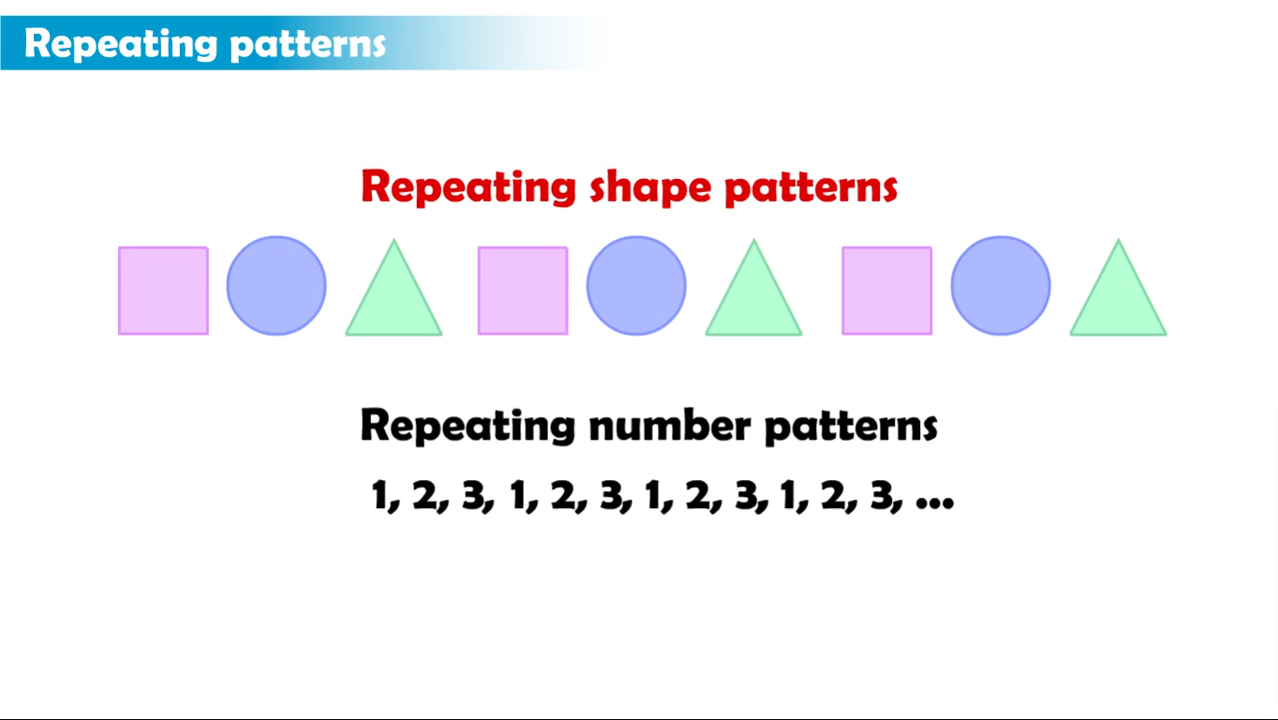 Repeating patterns
Repeating shape patterns
Repeating number patterns
1, 2, 3, 1, 2, 3, 1, 2, 3, 1, 2, 3, ...